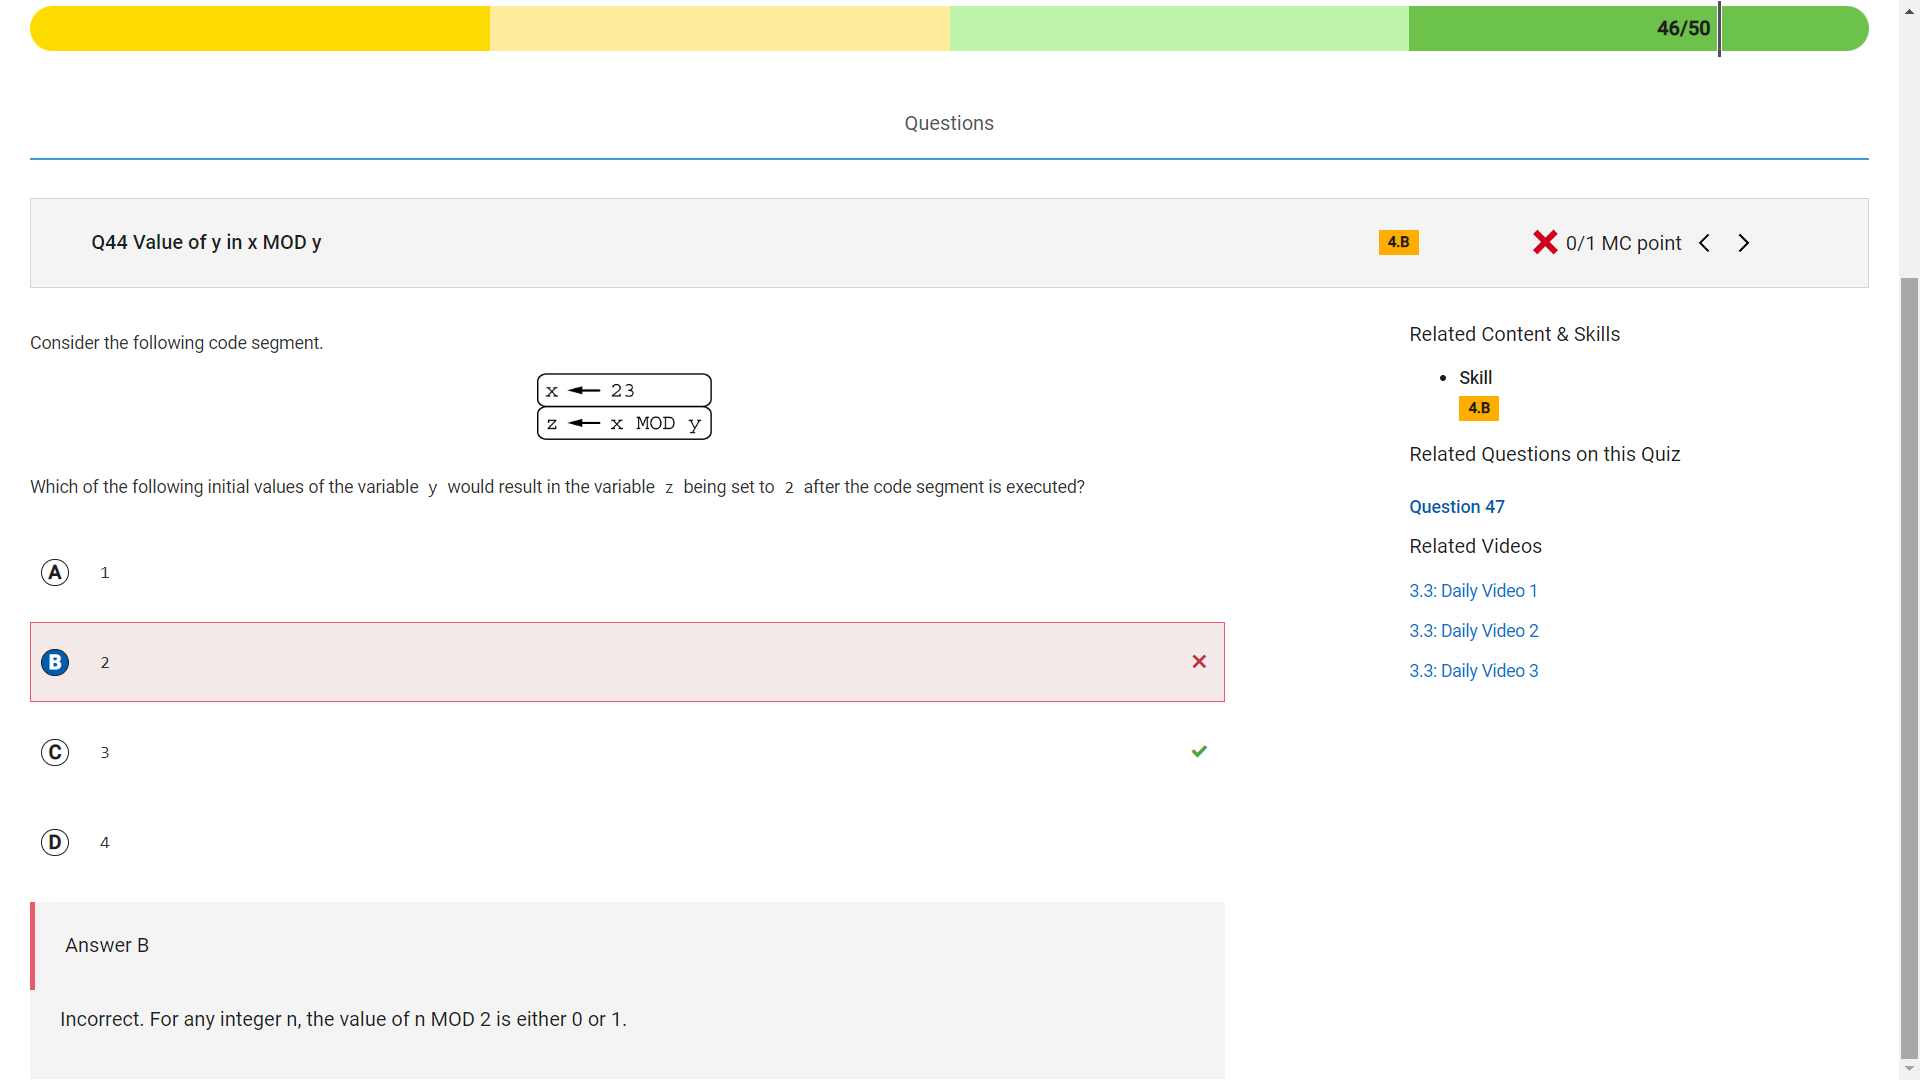 46/50
Questions
Q44 Value of y in x MOD y
4.B
0/1 MC point
Consider the following code segment.
x ← 23
z ← x MOD y
Which of the following initial values of the variable y would result in the variable z being set to 2 after the code segment is executed?
A 1
B 2
C 3
D 4
Answer B
Incorrect. For any integer n, the value of n MOD 2 is either 0 or 1.
Related Content & Skills
• Skill
4.B
Related Questions on this Quiz
Question 47
Related Videos
3.3: Daily Video 1
3.3: Daily Video 2
3.3: Daily Video 3